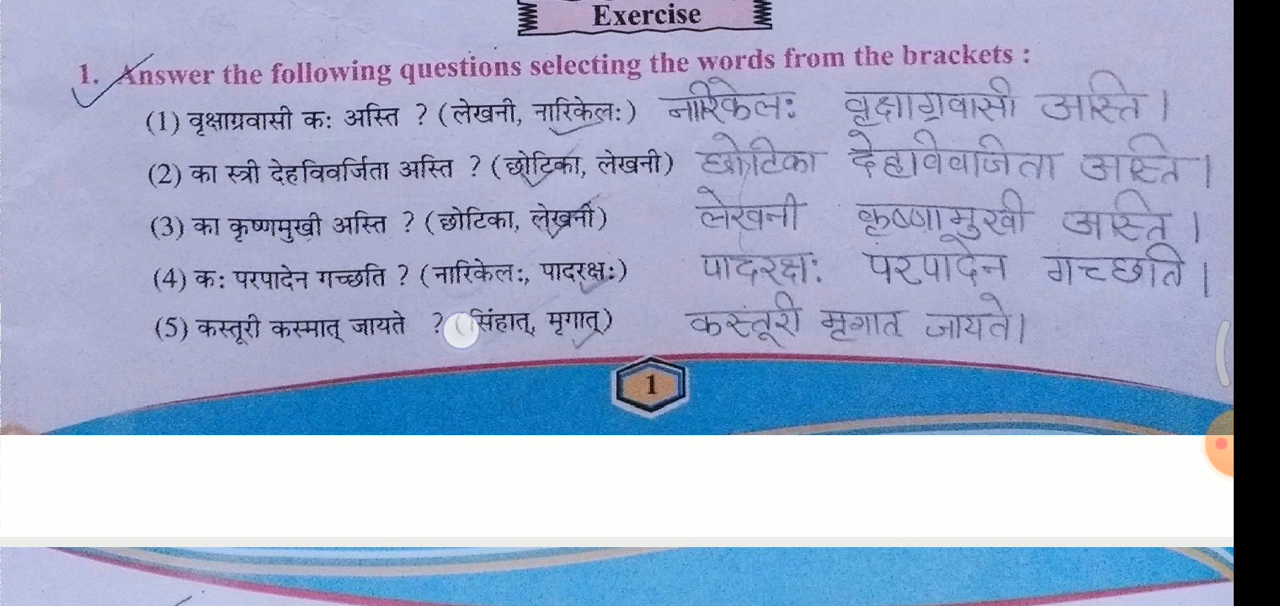 Exercise
1. Answer the following questions selecting the words from the brackets :
(1) वृक्षाग्रवासी कः अस्ति ? (लेखनी, नारिकेलः) नारिकेलः वृक्षाग्रवासी अस्ति ।
(2) का स्त्री देहविवर्जिता अस्ति ? (छोटिका, लेखनी) छोटिका देहविवर्जिता अस्ति ।
(3) का कृष्णमुखी अस्ति ? (छोटिका, लेखनी) लेखनी कृष्णमुखी अस्ति ।
(4) कः परपादेन गच्छति ? (नारिकेलः, पादरक्षः) पादरक्षः परपादेन गच्छति ।
(5) कस्तूरी कस्मात् जायते ? (सिंहात्, मृगात्) कस्तूरी मृगात जायते ।
1